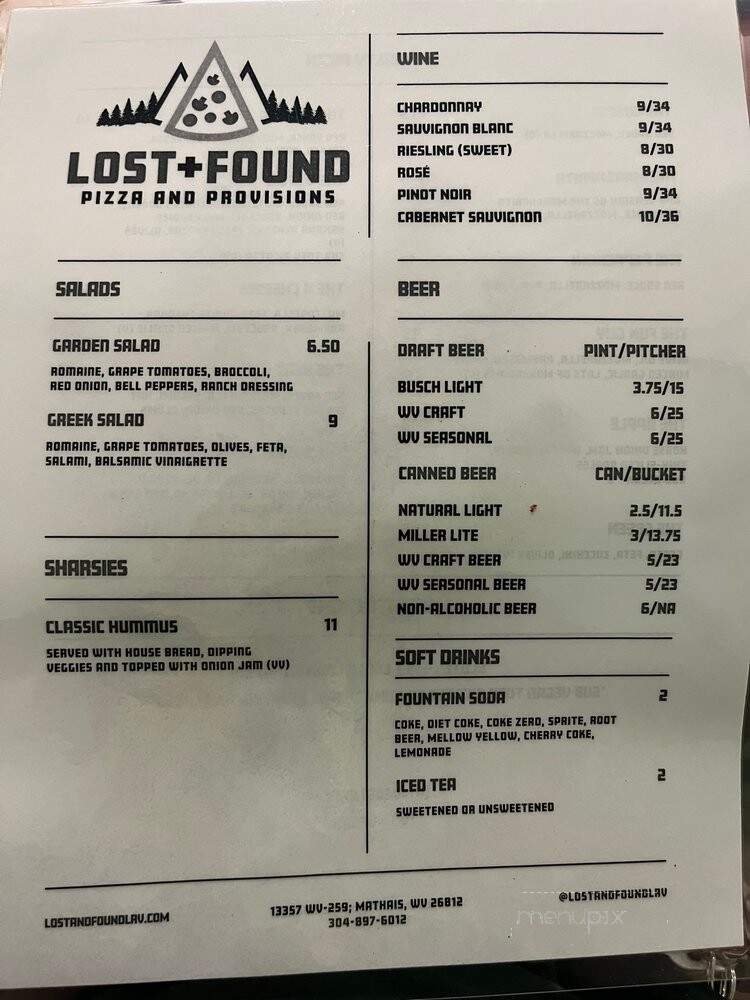 LOST+FOUND
PIZZA AND PROVISIONS
SALADS
GARDEN SALAD 6.50
ROMAINE, GRAPE TOMATOES, BROCCOLI,
RED ONION, BELL PEPPERS, RANCH DRESSING
GREEK SALAD 9
ROMAINE, GRAPE TOMATOES, OLIVES, FETA,
SALAMI, BALSAMIC VINAIGRETTE
SHARSIES
CLASSIC HUMMUS 11
SERVED WITH HOUSE BREAD, DIPPING
VEGGIES AND TOPPED WITH ONION JAM (VV)
WINE
CHARDONNAY 9/34
SAUVIGNON BLANC 9/34
RIESLING (SWEET) 8/30
ROSÉ 8/30
PINOT NOIR 9/34
CABERNET SAUVIGNON 10/36
BEER
DRAFT BEER PINT/PITCHER
BUSCH LIGHT 3.75/15
WV CRAFT 6/25
WV SEASONAL 6/25
CANNED BEER CAN/BUCKET
NATURAL LIGHT 2.5/11.5
MILLER LITE 3/13.75
WV CRAFT BEER 5/23
WV SEASONAL BEER 5/23
NON-ALCOHOLIC BEER 6/NA
SOFT DRINKS
FOUNTAIN SODA 2
COKE, DIET COKE, COKE ZERO, SPRITE, ROOT
BEER, MELLOW YELLOW, CHERRY COKE,
LEMONADE
ICED TEA 2
SWEETENED OR UNSWEETENED
LOSTANDFOUNDLRV.COM
13357 WV-259; MATHAIS, WV 26812
304-897-6012
@LOSTANDFOUNDLRV
menupix